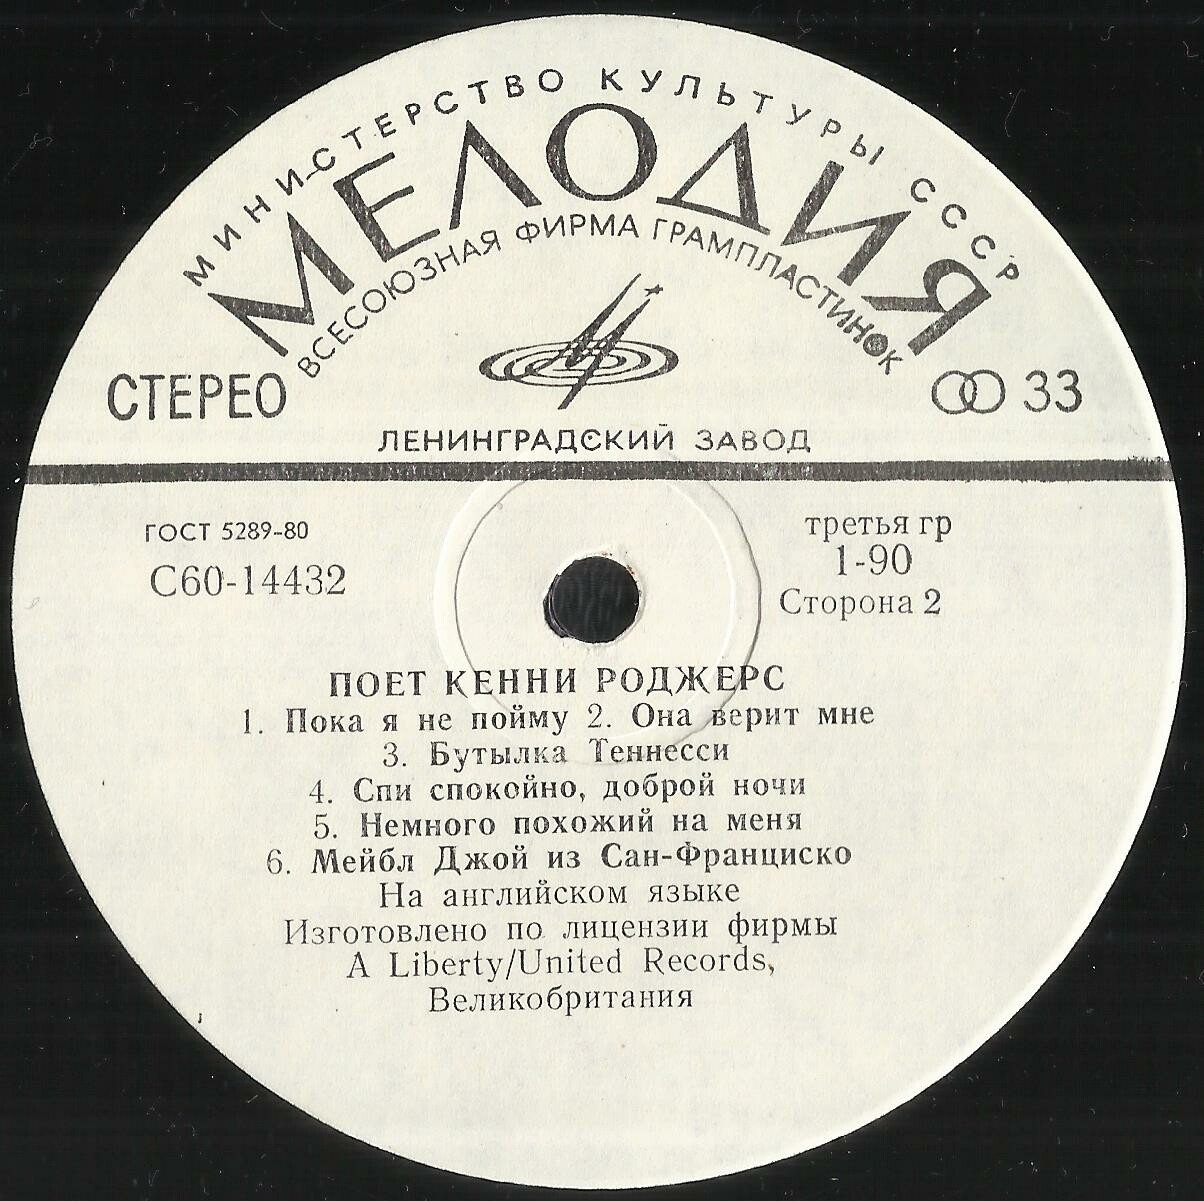 МИНИСТЕРСТВО КУЛЬТУРЫ СССР
МЕЛОДИЯ
ВСЕСОЮЗНАЯ ФИРМА ГРАМПЛАСТИНОК
СТЕРЕО
33
ЛЕНИНГРАДСКИЙ ЗАВОД
ГОСТ 5289-80
С60-14432
третья гр
1-90
Сторона 2
ПОЕТ КЕННИ РОДЖЕРС
1. Пока я не пойму 2. Она верит мне
3. Бутылка Теннесси
4. Спи спокойно, доброй ночи
5. Немного похожий на меня
6. Мейбл Джой из Сан-Франциско
На английском языке
Изготовлено по лицензии фирмы
A Liberty/United Records,
Великобритания